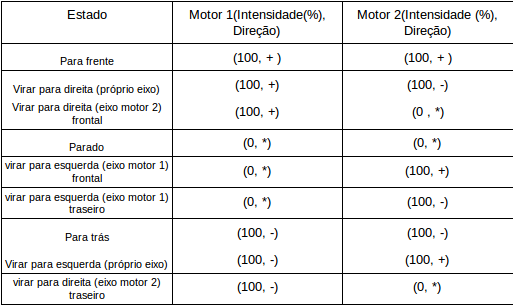 Estado Motor 1(Intensidade(%), Motor 2(Intensidade (%),
Direção) Direção)
Para frente (100, + ) (100, + )
Virar para direita (próprio eixo) (100, +) (100, -)
Virar para direita (eixo motor 2) (100, +) (0 , *)
frontal
Parado (0, *) (0, *)
virar para esquerda (eixo motor 1) (0, *) (100, +)
frontal
virar para esquerda (eixo motor 1) (0, *) (100, -)
traseiro
Para trás (100, -) (100, -)
Virar para esquerda (próprio eixo) (100, -) (100, +)
virar para direita (eixo motor 2) (100, -) (0, *)
traseiro